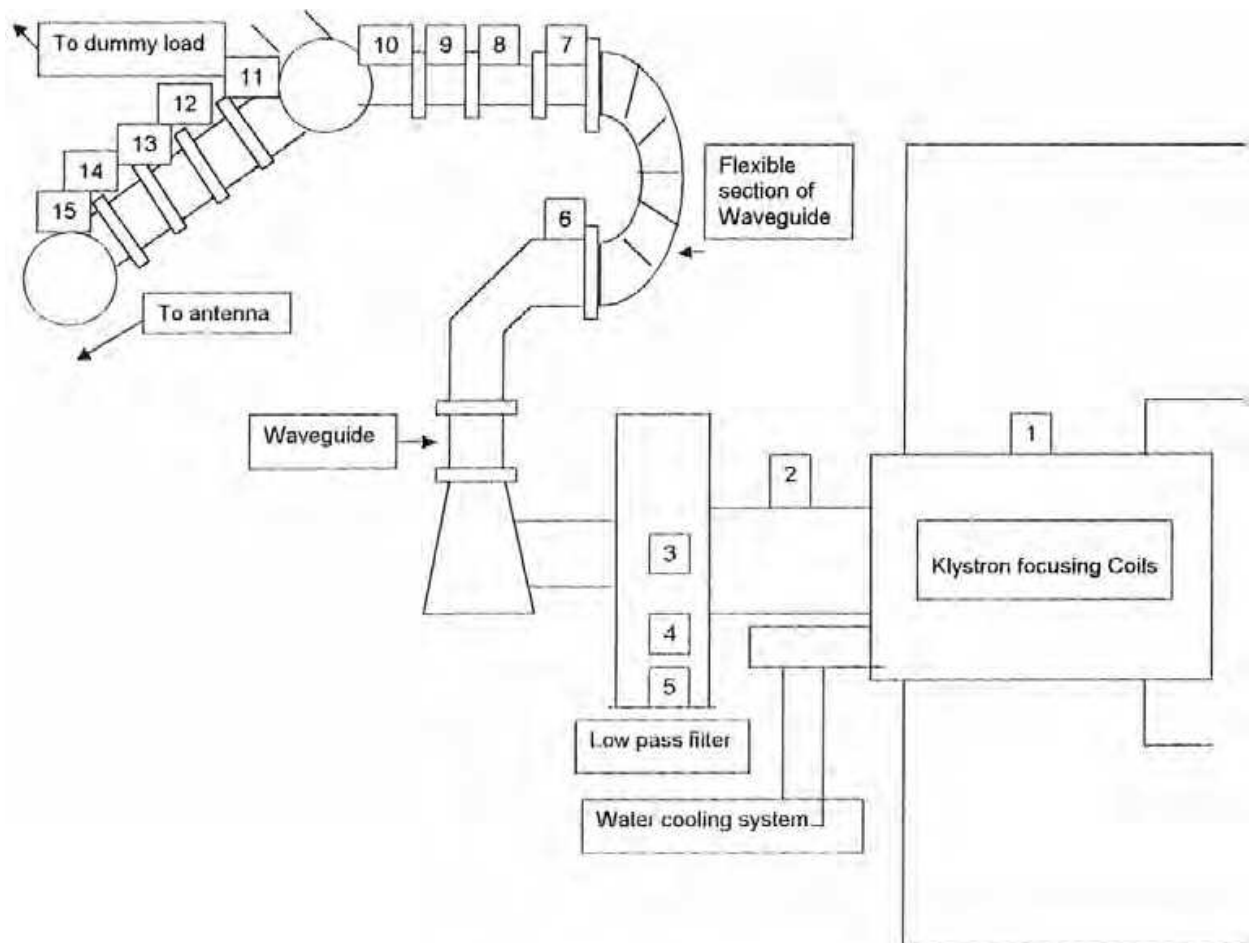 To dummy load
10
9
8
7
11
12
13
14
15
Flexible
section of
Waveguide
6
To antenna
Waveguide
1
2
3
Klystron focusing Coils
4
5
Low pass filter
Water cooling system